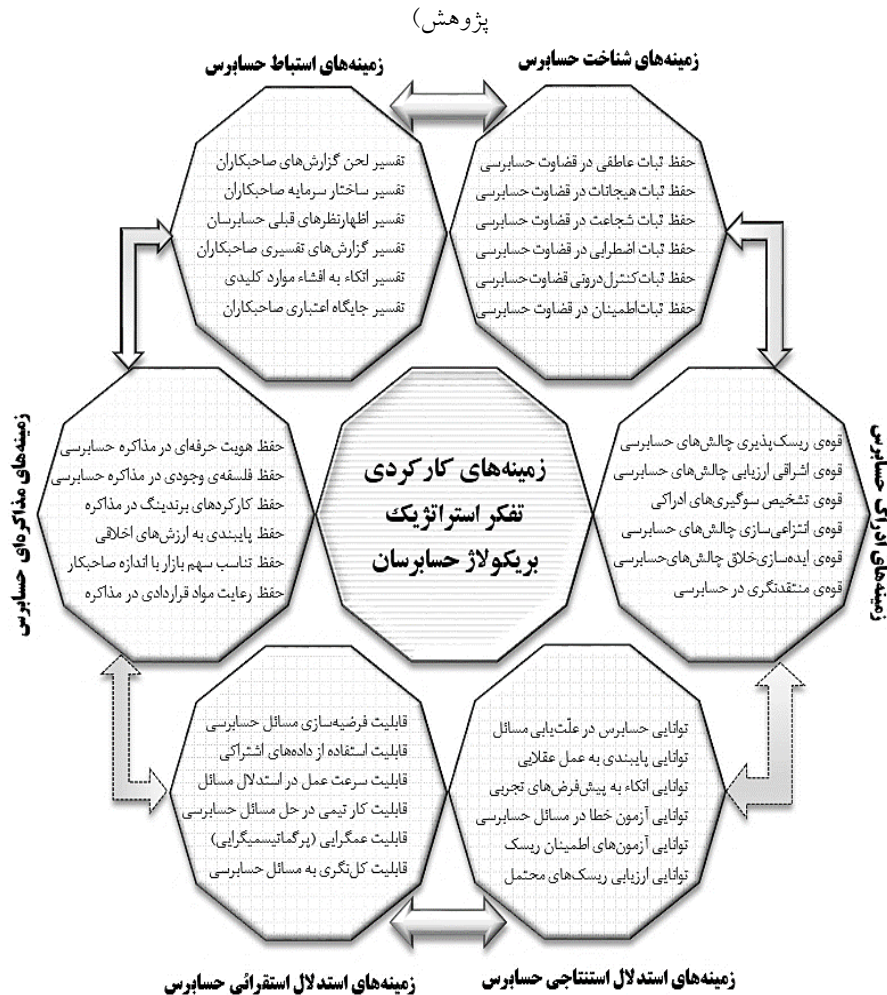 پژوهش)
زمینه‌های شناخت حسابرس
حفظ ثبات عاطفی در قضاوت حسابرسی
حفظ ثبات هیجانات در قضاوت حسابرسی
حفظ ثبات شجاعت در قضاوت حسابرسی
حفظ ثبات اضطرابی در قضاوت حسابرسی
حفظ ثبات‌کنترل‌درونی قضاوت‌حسابرسی
حفظ ثبات‌اطمینان در قضاوت حسابرسی
زمینه‌های استباط حسابرس
تفسیر لحن گزارش‌های صاحبکاران
تفسیر ساختار سرمایه صاحبکاران
تفسیر اظهارنظرهای قبلی حسابرسان
تفسیر گزارش‌های تفسیری صاحبکاران
تفسیر اتکاء به افشاء موارد کلیدی
تفسیر جایگاه اعتباری صاحبکاران
زمینه‌های ادراک حسابرس
قوه‌ی ریسک‌پذیری چالش‌های حسابرسی
قوه‌ی اشراقی ارزیابی چالش‌های حسابرسی
قوه‌ی تشخیص سوگیری‌های ادراکی
قوه‌ی انتزاعی‌سازی چالش‌های حسابرسی
قوه‌ی ایده‌سازی‌خلاق چالش‌های‌حسابرسی
قوه‌ی منتقدنگری در حسابرسی
زمینه‌های کارکردی
تفکر استراتژیک
بریکولاژ حسابرسان
زمینه‌های مذاکره‌ای حسابرس
حفظ هویت حرفه‌ای در مذاکره حسابرسی
حفظ فلسفه‌ی وجودی در مذاکره حسابرسی
حفظ کارکردهای برندینگ در مذاکره
حفظ پایبندی به ارزش‌های اخلاقی
حفظ تناسب سهم بازار با اندازه صاحبکار
حفظ رعایت مواد قراردادی در مذاکره
توانایی حسابرس در علّت‌یابی مسائل
توانایی پایبندی به عمل عقلایی
توانایی اتکاء به پیش‌فرض‌های تجربی
توانایی آزمون خطا در مسائل حسابرسی
توانایی آزمون‌های اطمینان ریسک
توانایی ارزیابی ریسک‌های محتمل
زمینه‌های استدلال استنتاجی حسابرس
قابلیت فرضیه‌سازی مسائل حسابرسی
قابلیت استفاده از داده‌های اشتراکی
قابلیت سرعت عمل در استدلال مسائل
قابلیت کار تیمی در حل مسائل حسابرسی
قابلیت عمگرایی (پرگماتیسمیگرایی)
قابلیت کل‌نگری به مسائل حسابرسی
زمینه‌های استدلال استقرائی حسابرس